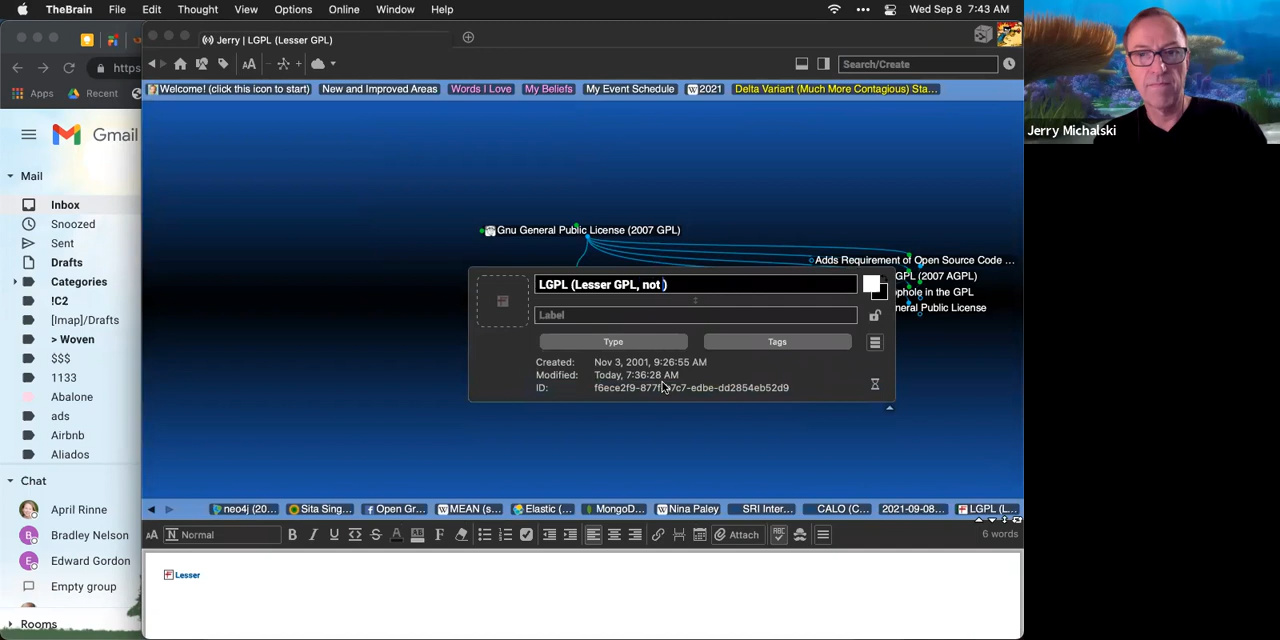 TheBrain File Edit Thought View Options Online Window Help Wed Sep 8 7:43 AM
Jerry | LGPL (Lesser GPL)
https
Search/Create
Apps Recent
Welcome! (click this icon to start) New and Improved Areas Words I Love My Beliefs My Event Schedule 2021 Delta Variant (Much More Contagious) Sta...
Gmail
Jerry Michalski
Mail
Inbox
Snoozed
Sent
Drafts
Categories
!C2
[Imap]/Drafts
> Woven
$$$
1133
Abalone
ads
Airbnb
Aliados
Chat
April Rinne
Bradley Nelson
Edward Gordon
Empty group
Rooms
Gnu General Public License (2007 GPL)
Adds Requirement of Open Source Code ...
GPL (2007 AGPL)
phole in the GPL
eneral Public License
LGPL (Lesser GPL, not )
Label
Type Tags
Created: Nov 3, 2001, 9:26:55 AM
Modified: Today, 7:36:28 AM
ID:
neo4j (20... Sita Sing... Open Gr... MEAN (s... Elastic (... MongoD... Nina Paley SRI Inter... CALO (C... 2021-09-08... LGPL (L...
Normal Attach 6 words
Lesser